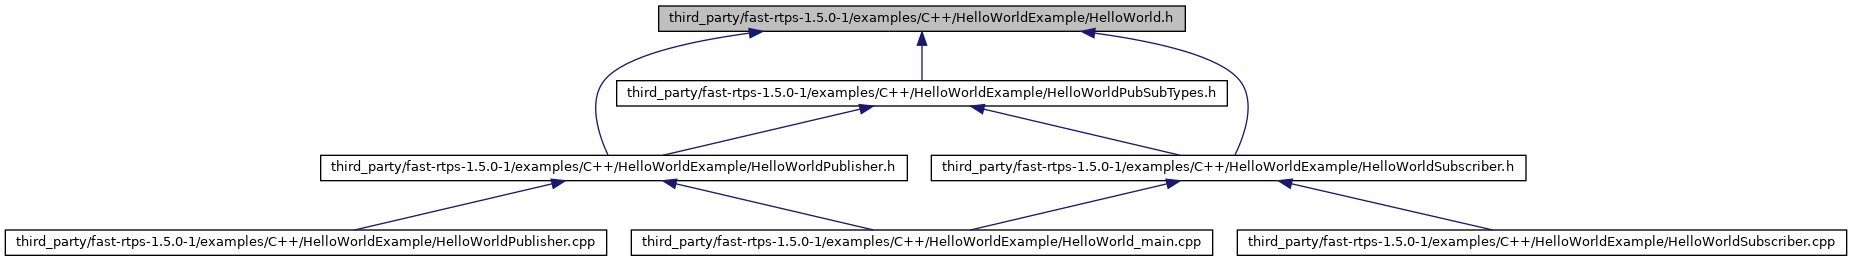 third_party/fast-rtps-1.5.0-1/examples/C++/HelloWorldExample/HelloWorld.h
third_party/fast-rtps-1.5.0-1/examples/C++/HelloWorldExample/HelloWorldPubSubTypes.h
third_party/fast-rtps-1.5.0-1/examples/C++/HelloWorldExample/HelloWorldPublisher.h
third_party/fast-rtps-1.5.0-1/examples/C++/HelloWorldExample/HelloWorldSubscriber.h
third_party/fast-rtps-1.5.0-1/examples/C++/HelloWorldExample/HelloWorldPublisher.cpp
third_party/fast-rtps-1.5.0-1/examples/C++/HelloWorldExample/HelloWorld_main.cpp
third_party/fast-rtps-1.5.0-1/examples/C++/HelloWorldExample/HelloWorldSubscriber.cpp